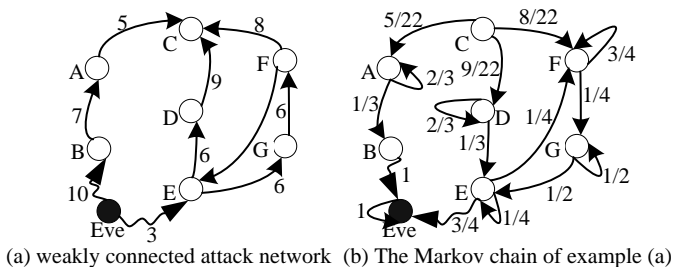 5
C
8
A
F
9
7
D
6
B
G
6
10
E
6
Eve
3
5/22
C
8/22
A
2/3
9/22
F
3/4
1/3
2/3
D
1/4
1/4
B
1/3
G
1
E
1/2
1/2
1
Eve
3/4
1/4
(a) weakly connected attack network (b) The Markov chain of example (a)